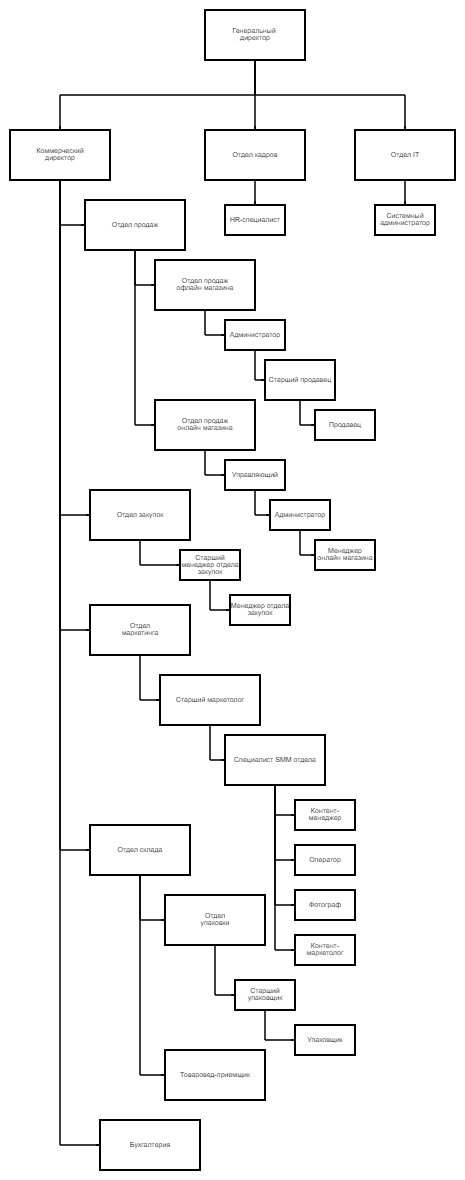 Генеральный
директор
Коммерческий
директор
Отдел кадров
Отдел IT
HR-специалист
Системный
администратор
Отдел продаж
Отдел продаж
офлайн магазина
Администратор
Старший продавец
Продавец
Отдел продаж
онлайн магазина
Управляющий
Администратор
Менеджер
онлайн магазина
Отдел закупок
Старший
менеджер отдела
закупок
Менеджер отдела
закупок
Отдел
маркетинга
Старший маркетолог
Специалист SMM отдела
Контент-
менеджер
Оператор
Фотограф
Контент-
маркетолог
Отдел склада
Отдел
упаковки
Старший
упаковщик
Упаковщик
Товаровед-приемщик
Бухгалтерия